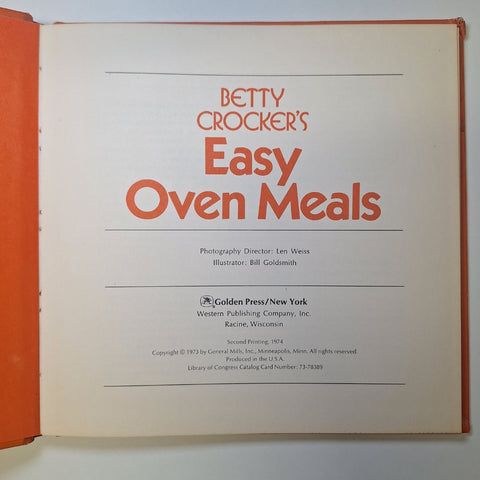 BETTY
CROCKER'S
Easy
Oven Meals
Photography Director: Len Weiss
Illustrator: Bill Goldsmith
Golden Press/New York
Western Publishing Company, Inc.
Racine, Wisconsin
Second Printing, 1974
Copyright © 1973 by General Mills, Inc., Minneapolis, Minn. All rights reserved.
Produced in the U.S.A.
Library of Congress Catalog Card Number: 73-78389